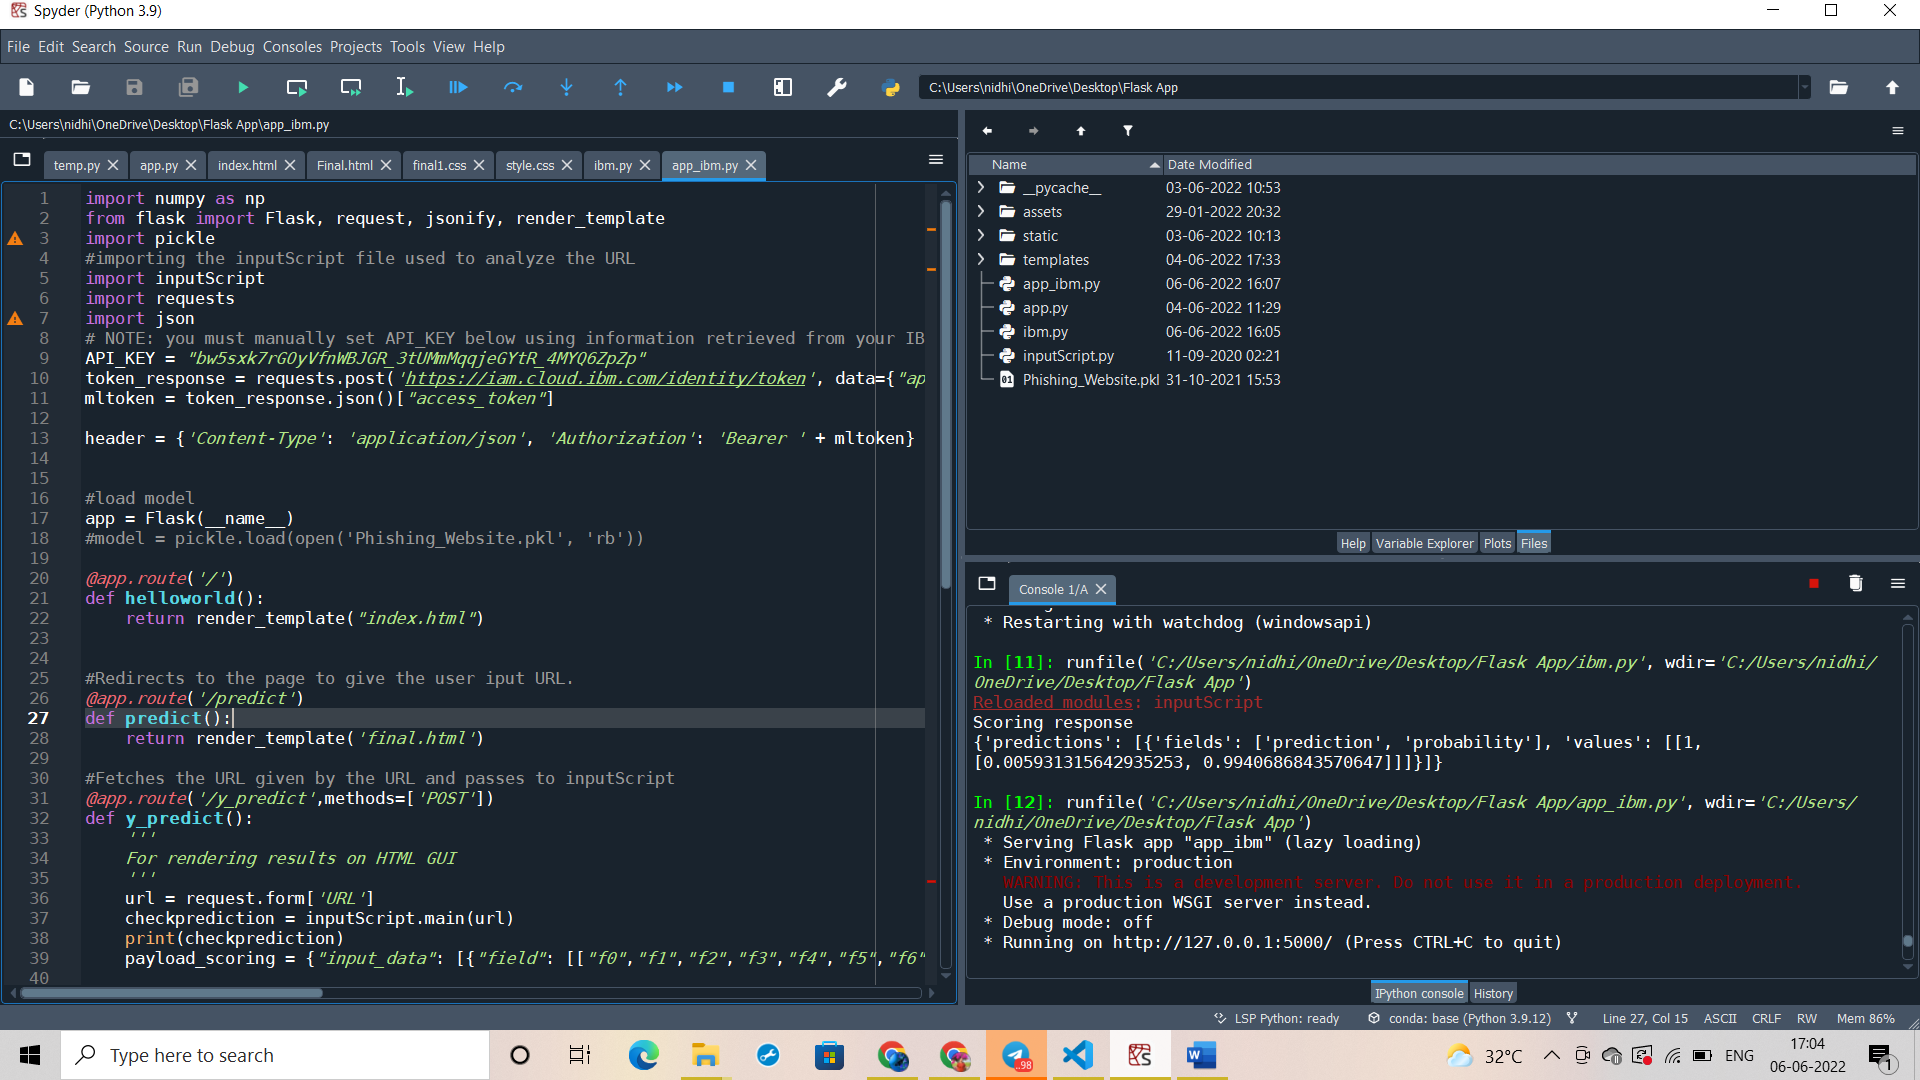 Spyder (Python 3.9)
File Edit Search Source Run Debug Consoles Projects Tools View Help
C:\Users\nidhi\OneDrive\Desktop\Flask App
C:\Users\nidhi\OneDrive\Desktop\Flask App\app_ibm.py
temp.py app.py index.html Final.html final1.css style.css ibm.py app_ibm.py
1 import numpy as np
2 from flask import Flask, request, jsonify, render_template
3 import pickle
4 #importing the inputScript file used to analyze the URL
5 import inputScript
6 import requests
7 import json
8 # NOTE: you must manually set API_KEY below using information retrieved from your IB
9 API_KEY = "bw5sxk7rGOyVfnWBJGR_3tUMmMqqjeGYtR_4MYQ6ZpZp"
10 token_response = requests.post('https://iam.cloud.ibm.com/identity/token', data={"ap
11 mltoken = token_response.json()["access_token"]
12
13 header = {'Content-Type': 'application/json', 'Authorization': 'Bearer ' + mltoken}
14
15
16 #load model
17 app = Flask(__name__)
18 #model = pickle.load(open('Phishing_Website.pkl', 'rb'))
19
20 @app.route('/')
21 def helloworld():
22 return render_template("index.html")
23
24
25 #Redirects to the page to give the user iput URL.
26 @app.route('/predict')
27 def predict():
28 return render_template('final.html')
29
30 #Fetches the URL given by the URL and passes to inputScript
31 @app.route('/y_predict',methods=['POST'])
32 def y_predict():
33 '''
34 For rendering results on HTML GUI
35 '''
36 url = request.form['URL']
37 checkprediction = inputScript.main(url)
38 print(checkprediction)
39 payload_scoring = {"input_data": [{"field": [["f0","f1","f2","f3","f4","f5","f6"
40
Name Date Modified
__pycache__ 03-06-2022 10:53
assets 29-01-2022 20:32
static 03-06-2022 10:13
templates 04-06-2022 17:33
app_ibm.py 06-06-2022 16:07
app.py 04-06-2022 11:29
ibm.py 06-06-2022 16:05
inputScript.py 11-09-2020 02:21
Phishing_Website.pkl 31-10-2021 15:53
Help Variable Explorer Plots Files
Console 1/A
* Restarting with watchdog (windowsapi)
In [11]: runfile('C:/Users/nidhi/OneDrive/Desktop/Flask App/ibm.py', wdir='C:/Users/nidhi/
OneDrive/Desktop/Flask App')
Reloaded modules: inputScript
Scoring response
{'predictions': [{'fields': ['prediction', 'probability'], 'values': [[1,
[0.005931315642935253, 0.9940686843570647]]]}]}
In [12]: runfile('C:/Users/nidhi/OneDrive/Desktop/Flask App/app_ibm.py', wdir='C:/Users/
nidhi/OneDrive/Desktop/Flask App')
* Serving Flask app "app_ibm" (lazy loading)
* Environment: production
WARNING: This is a development server. Do not use it in a production deployment.
Use a production WSGI server instead.
* Debug mode: off
* Running on http://127.0.0.1:5000/ (Press CTRL+C to quit)
IPython console History
LSP Python: ready conda: base (Python 3.9.12) Line 27, Col 15 ASCII CRLF RW Mem 86%
Type here to search
98
32°C ENG
17:04
06-06-2022
1